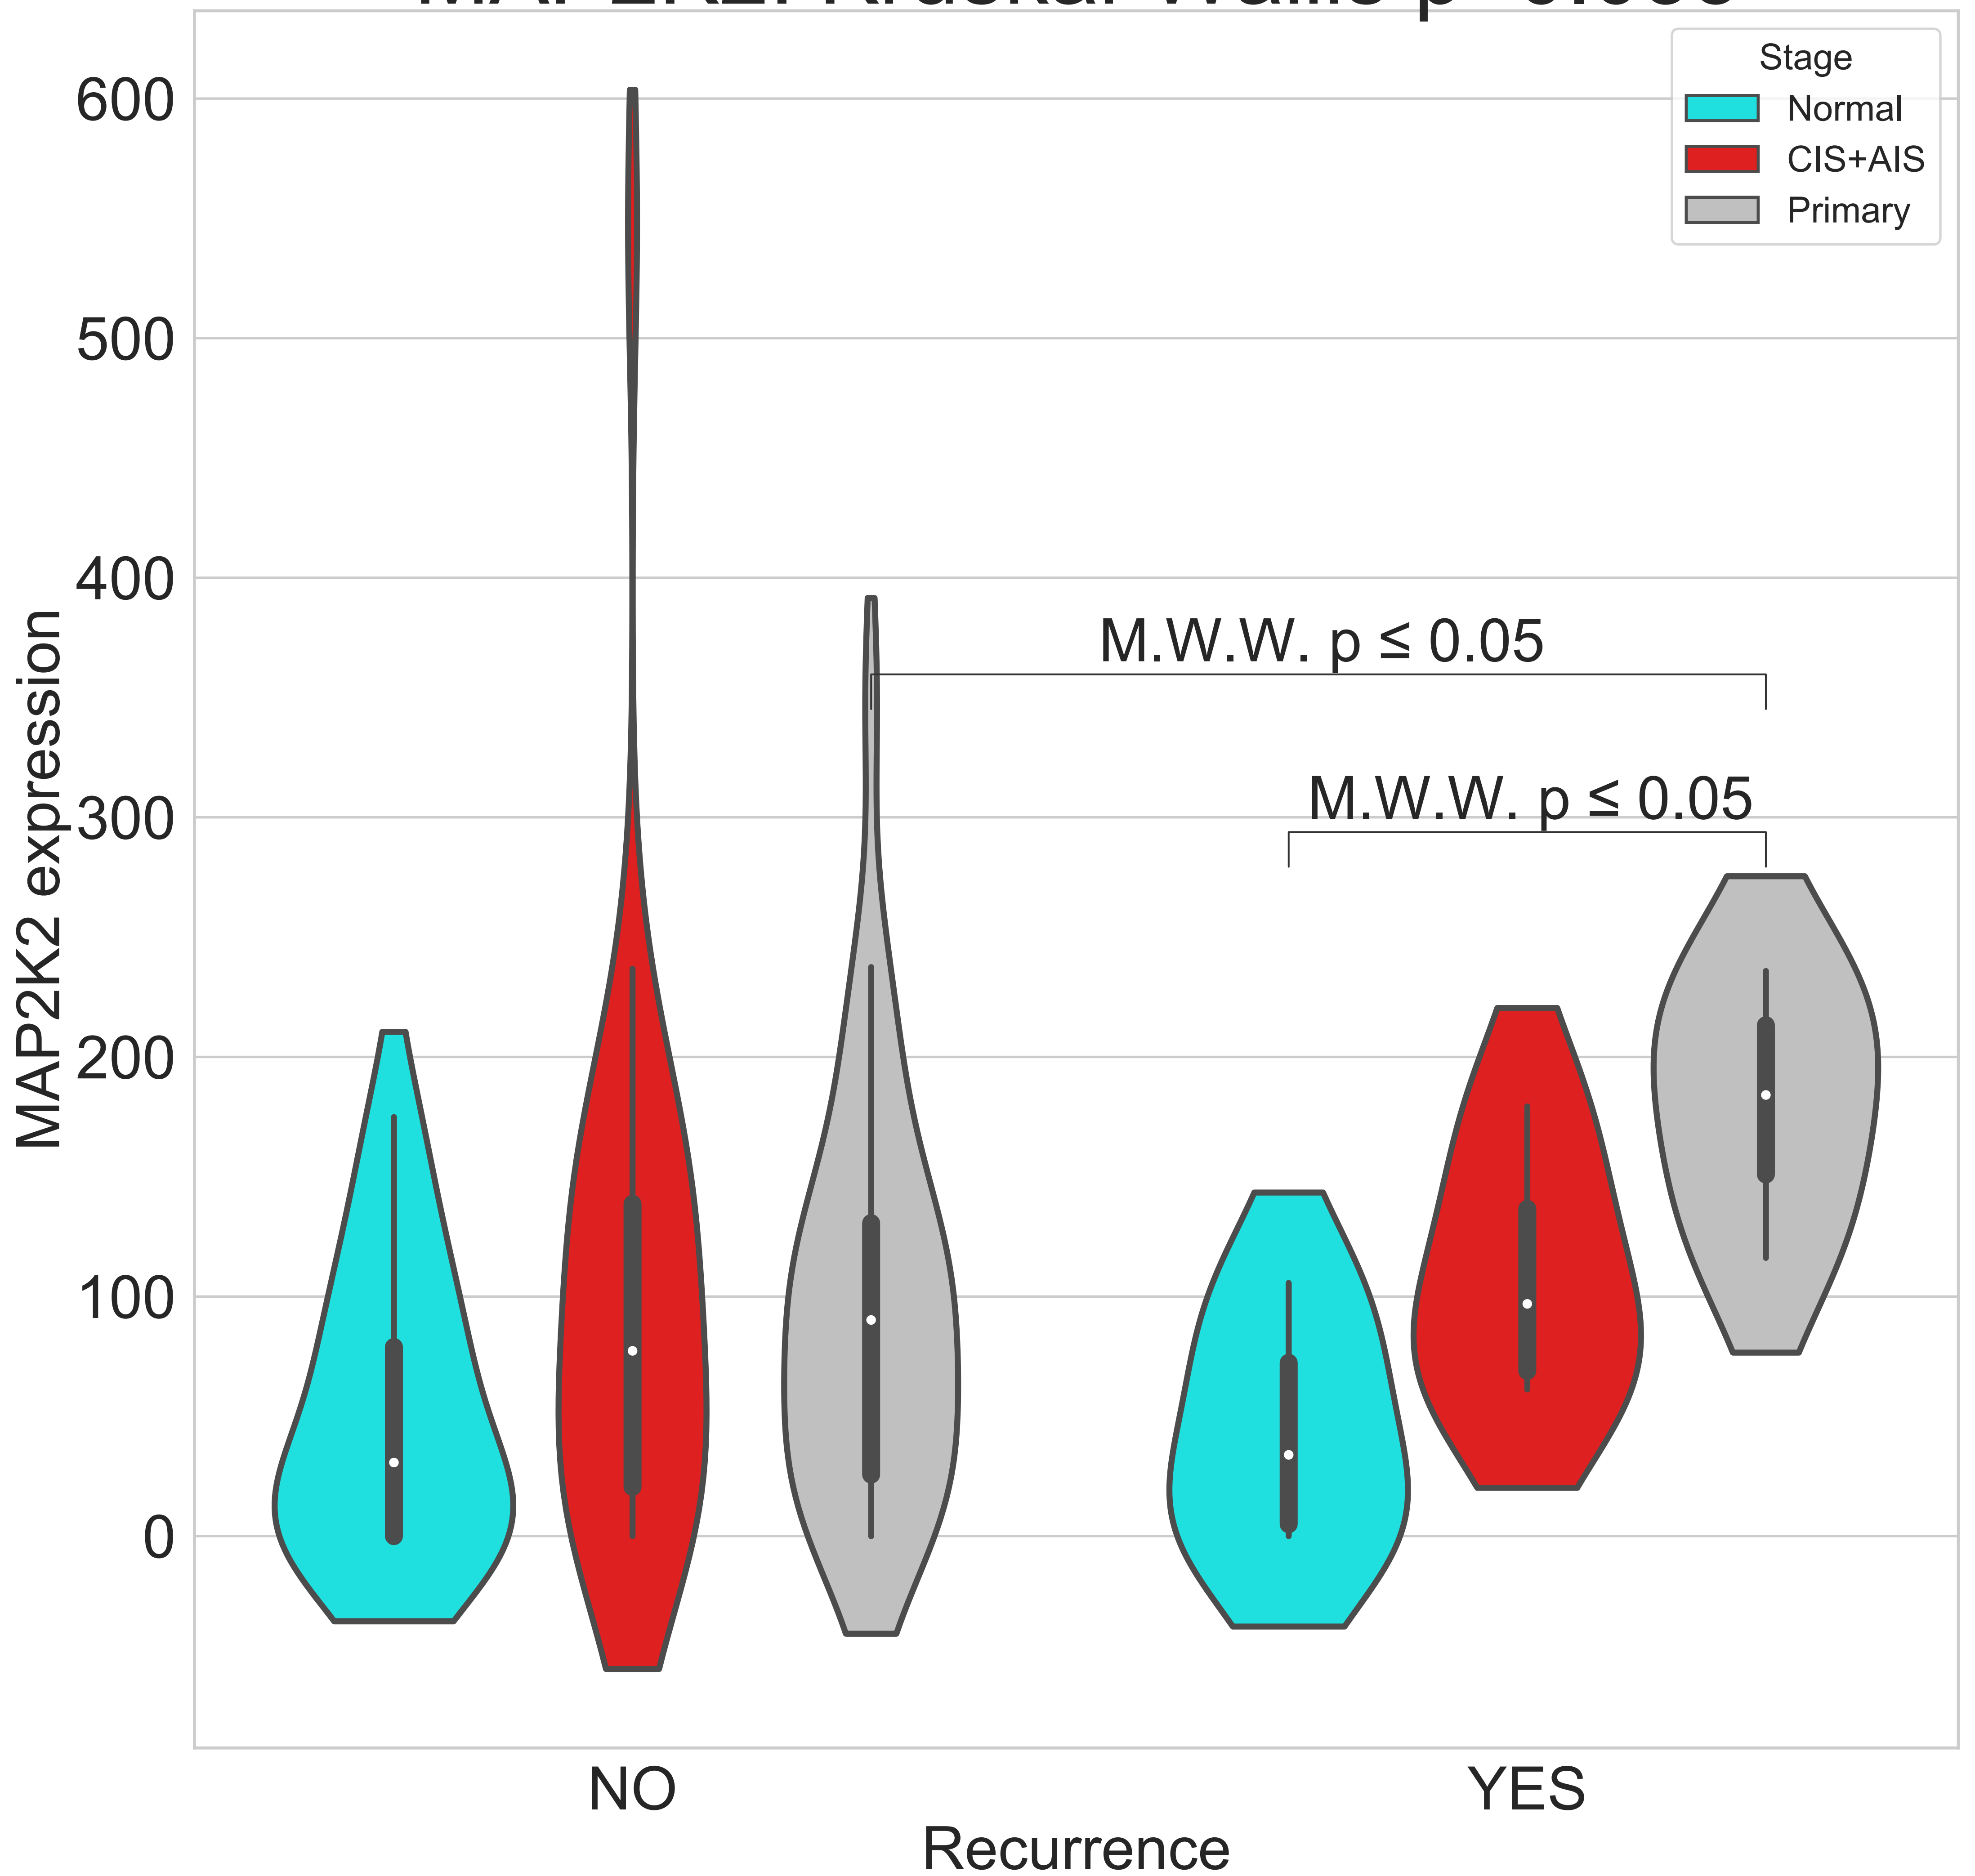 Stage
Normal
CIS+AIS
Primary
600
500
400
300
200
100
0
MAP2K2 expression
M.W.W. p ≤ 0.05
M.W.W. p ≤ 0.05
NO
YES
Recurrence